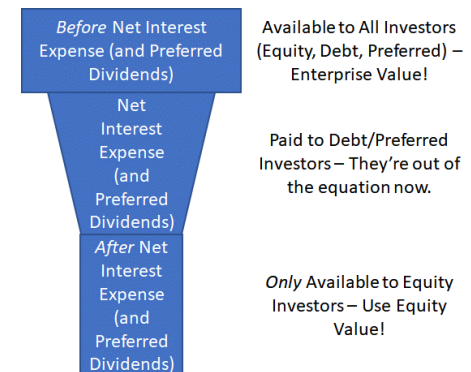 Before Net Interest
Expense (and Preferred
Dividends)
Available to All Investors
(Equity, Debt, Preferred) –
Enterprise Value!
Net
Interest
Expense
(and
Preferred
Dividends)
Paid to Debt/Preferred
Investors – They’re out of
the equation now.
After Net
Interest
Expense
(and
Preferred
Dividends)
Only Available to Equity
Investors – Use Equity
Value!